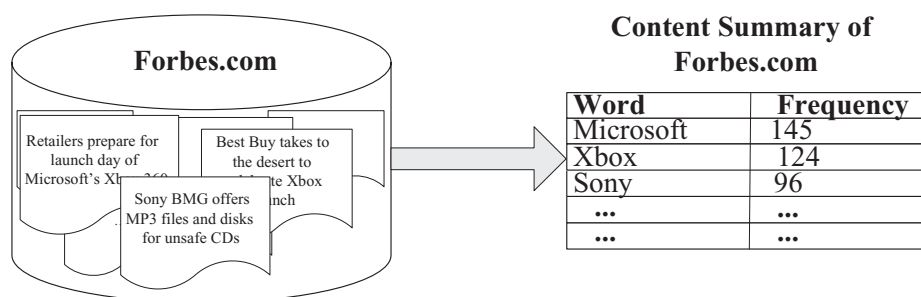 Forbes.com
Retailers prepare for
launch day of
Microsoft's Xbox 360
Best Buy takes to
the desert to
Xbox
Sony BMG offers
MP3 files and disks
for unsafe CDs
Content Summary of
Forbes.com
Word Frequency
Microsoft 145
Xbox 124
Sony 96
... ...
... ...